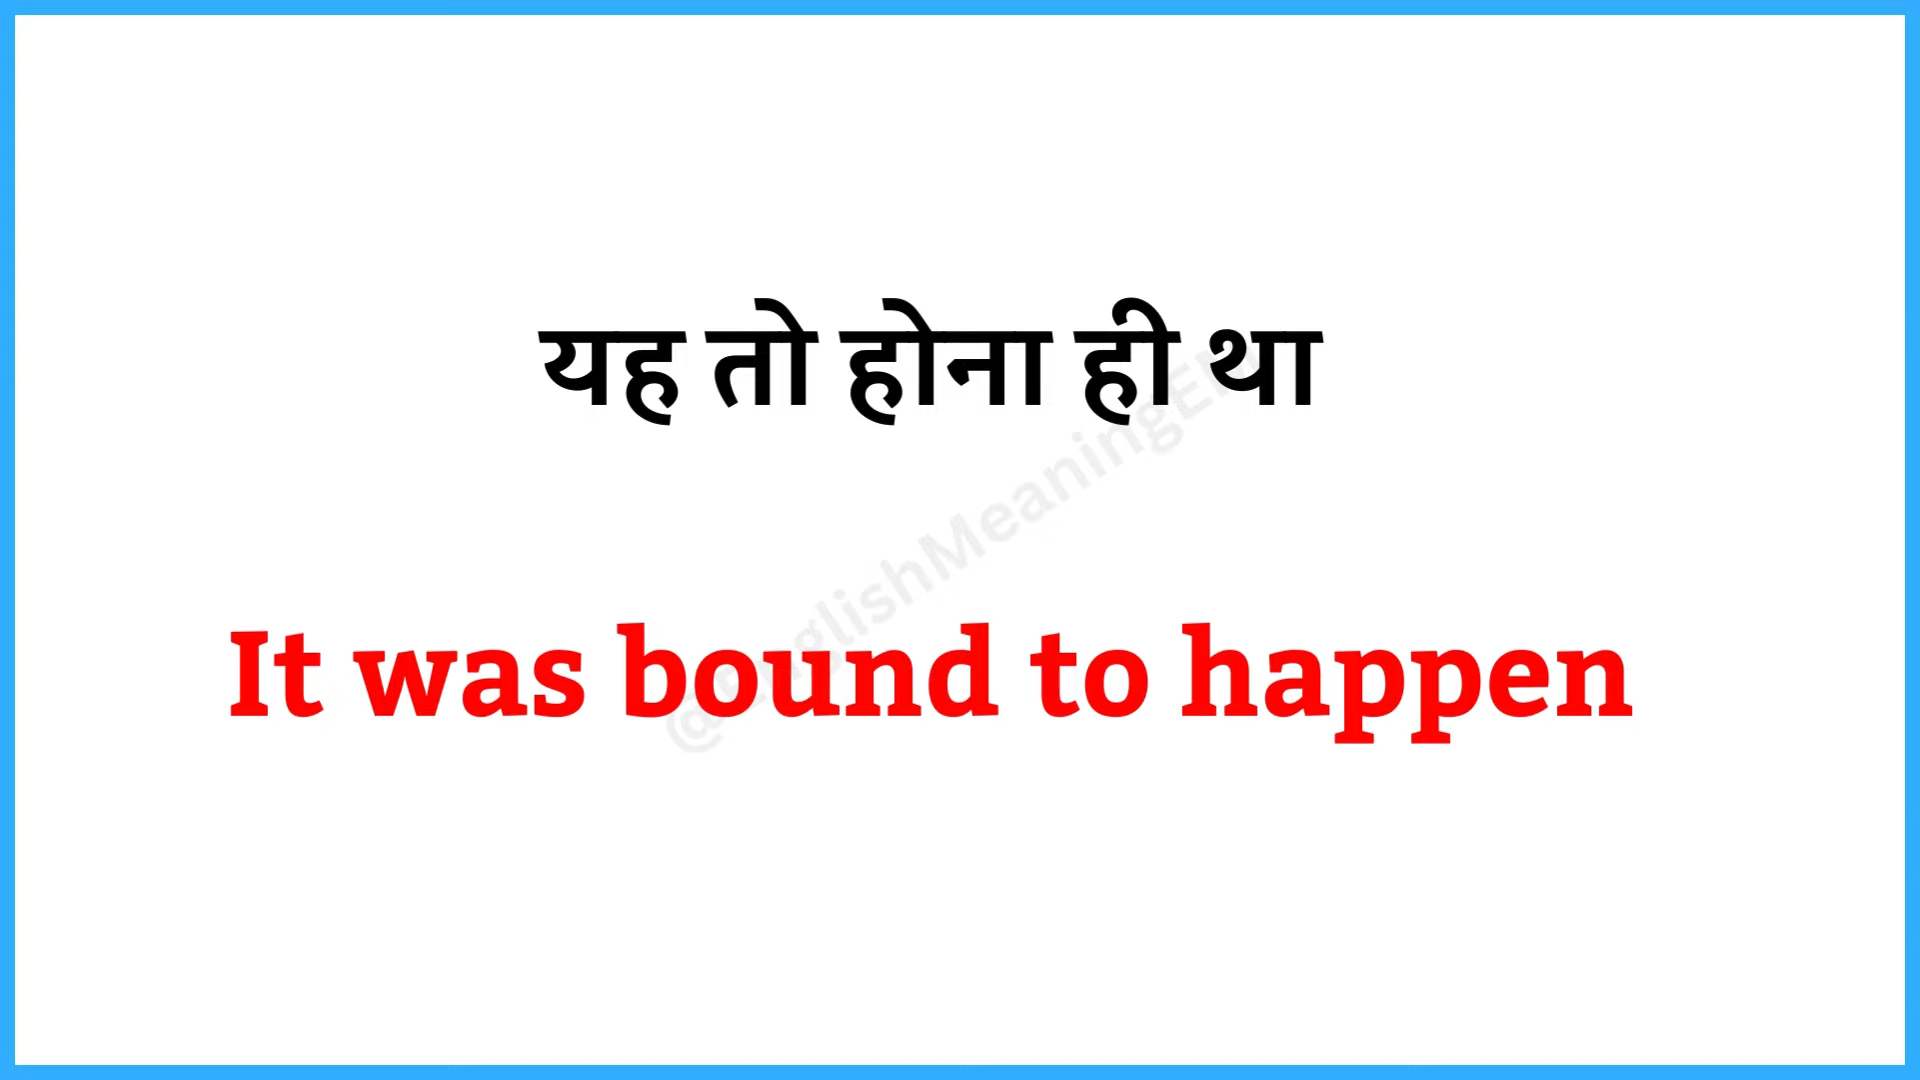 यह तो होना ही था
It was bound to happen